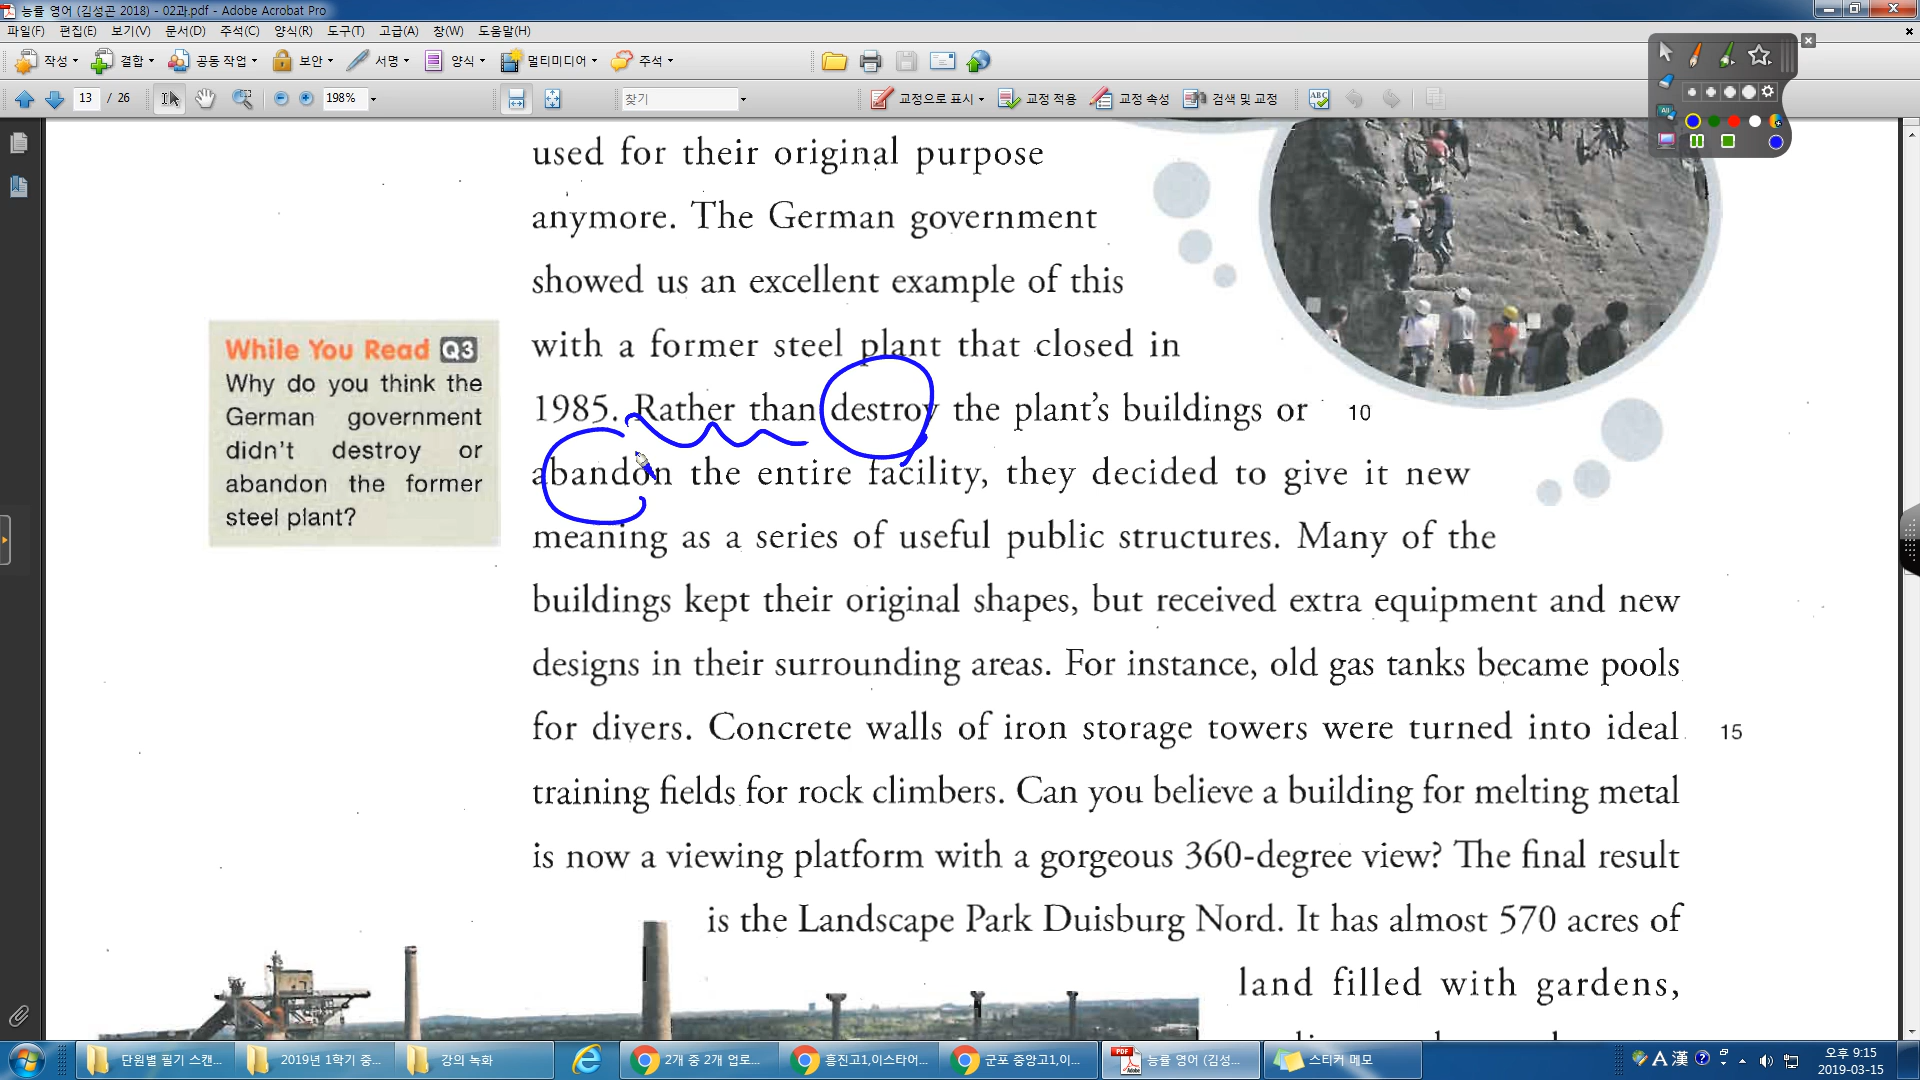 능률 영어 (김성곤 2018) - 02과.pdf - Adobe Acrobat Pro
파일(F) 편집(E) 보기(V) 문서(D) 주석(C) 양식(R) 도구(T) 고급(A) 창(W) 도움말(H)
작성 결합 공동 작업 보안 서명 양식 멀티미디어 주석
13 / 26 198% 찾기 교정으로 표시 교정 적용 교정 속성 검색 및 교정
used for their original purpose
anymore. The German government
showed us an excellent example of this
with a former steel plant that closed in
1985. Rather than destroy the plant's buildings or 10
abandon the entire facility, they decided to give it new
meaning as a series of useful public structures. Many of the
buildings kept their original shapes, but received extra equipment and new
designs in their surrounding areas. For instance, old gas tanks became pools
for divers. Concrete walls of iron storage towers were turned into ideal 15
training fields for rock climbers. Can you believe a building for melting metal
is now a viewing platform with a gorgeous 360-degree view? The final result
is the Landscape Park Duisburg Nord. It has almost 570 acres of
land filled with gardens,
While You Read Q3
Why do you think the
German government
didn't destroy or
abandon the former
steel plant?
단원별 필기 스캔... 2019년 1학기 중... 강의 녹화 2개 중 2개 업로... 흥진고1,이스타어... 군포 중앙고1,이... 능률 영어 (김성... 스티커 메모
A 漢
오후 9:15
2019-03-15